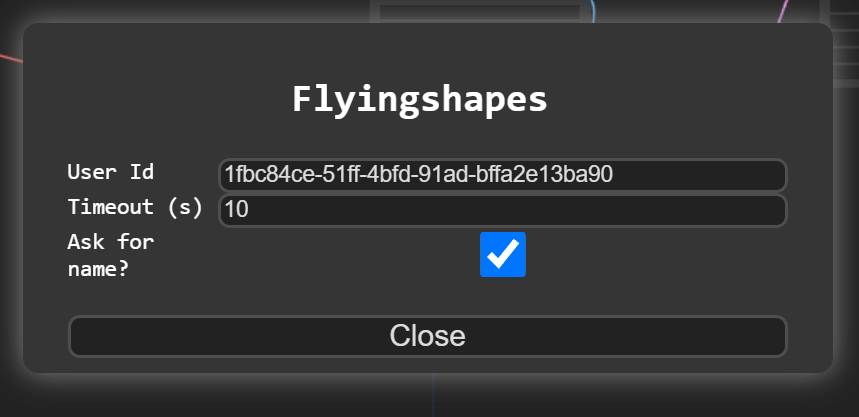 Flyingshapes
User Id
1fbc84ce-51ff-4bfd-91ad-bffa2e13ba90
Timeout (s)
10
Ask for
name?
Close